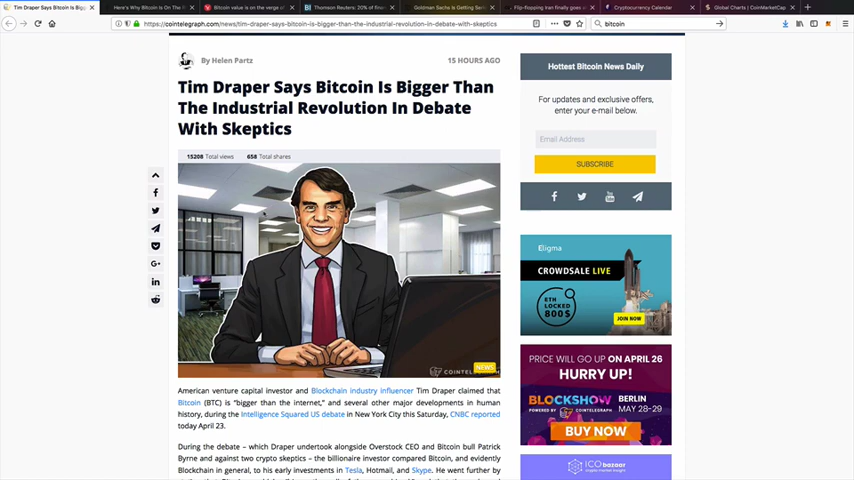 Tim Draper Says Bitcoin Is Bigg
Here's Why Bitcoin Is On The
Bitcoin value is on the verge of
Thomson Reuters: 20% of finan
Goldman Sachs Is Getting Serio
Flip-flopping Iran finally goes a
Cryptocurrency Calendar
Global Charts | CoinMarketCap
https://cointelegraph.com/news/tim-draper-says-bitcoin-is-bigger-than-the-industrial-revolution-in-debate-with-skeptics
bitcoin
By Helen Partz
15 HOURS AGO
Tim Draper Says Bitcoin Is Bigger Than
The Industrial Revolution In Debate
With Skeptics
15208 Total views 658 Total shares
NEWS
COINTELEGRAPH
American venture capital investor and Blockchain industry influencer Tim Draper claimed that
Bitcoin (BTC) is "bigger than the internet," and several other major developments in human
history, during the Intelligence Squared US debate in New York City this Saturday, CNBC reported
today April 23.
During the debate – which Draper undertook alongside Overstock CEO and Bitcoin bull Patrick
Byrne and against two crypto skeptics – the billionaire investor compared Bitcoin, and evidently
Blockchain in general, to his early investments in Tesla, Hotmail, and Skype. He went further by
Hottest Bitcoin News Daily
For updates and exclusive offers,
enter your e-mail below.
Email Address
SUBSCRIBE
Eligma
CROWDSALE LIVE
ETH
LOCKED
800$
JOIN NOW
PRICE WILL GO UP ON APRIL 26
HURRY UP!
BLOCKSHOW
POWERED BY COINTELEGRAPH
BERLIN
MAY 28-29
BUY NOW
ICObazaar